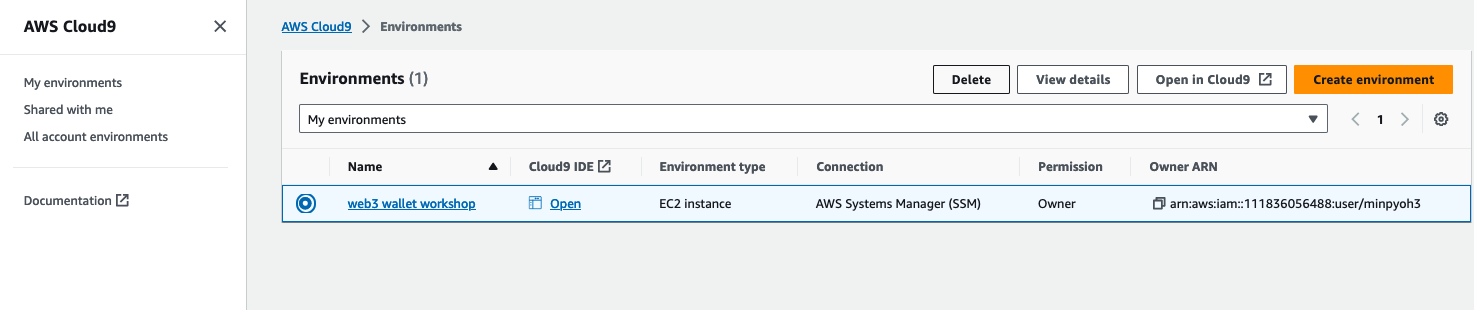 AWS Cloud9
My environments
Shared with me
All account environments
Documentation
AWS Cloud9 Environments
Environments (1)
Delete View details Open in Cloud9 Create environment
My environments 1
Name Cloud9 IDE Environment type Connection Permission Owner ARN
web3 wallet workshop Open EC2 instance AWS Systems Manager (SSM) Owner arn:aws:iam::111836056488:user/minpyoh3